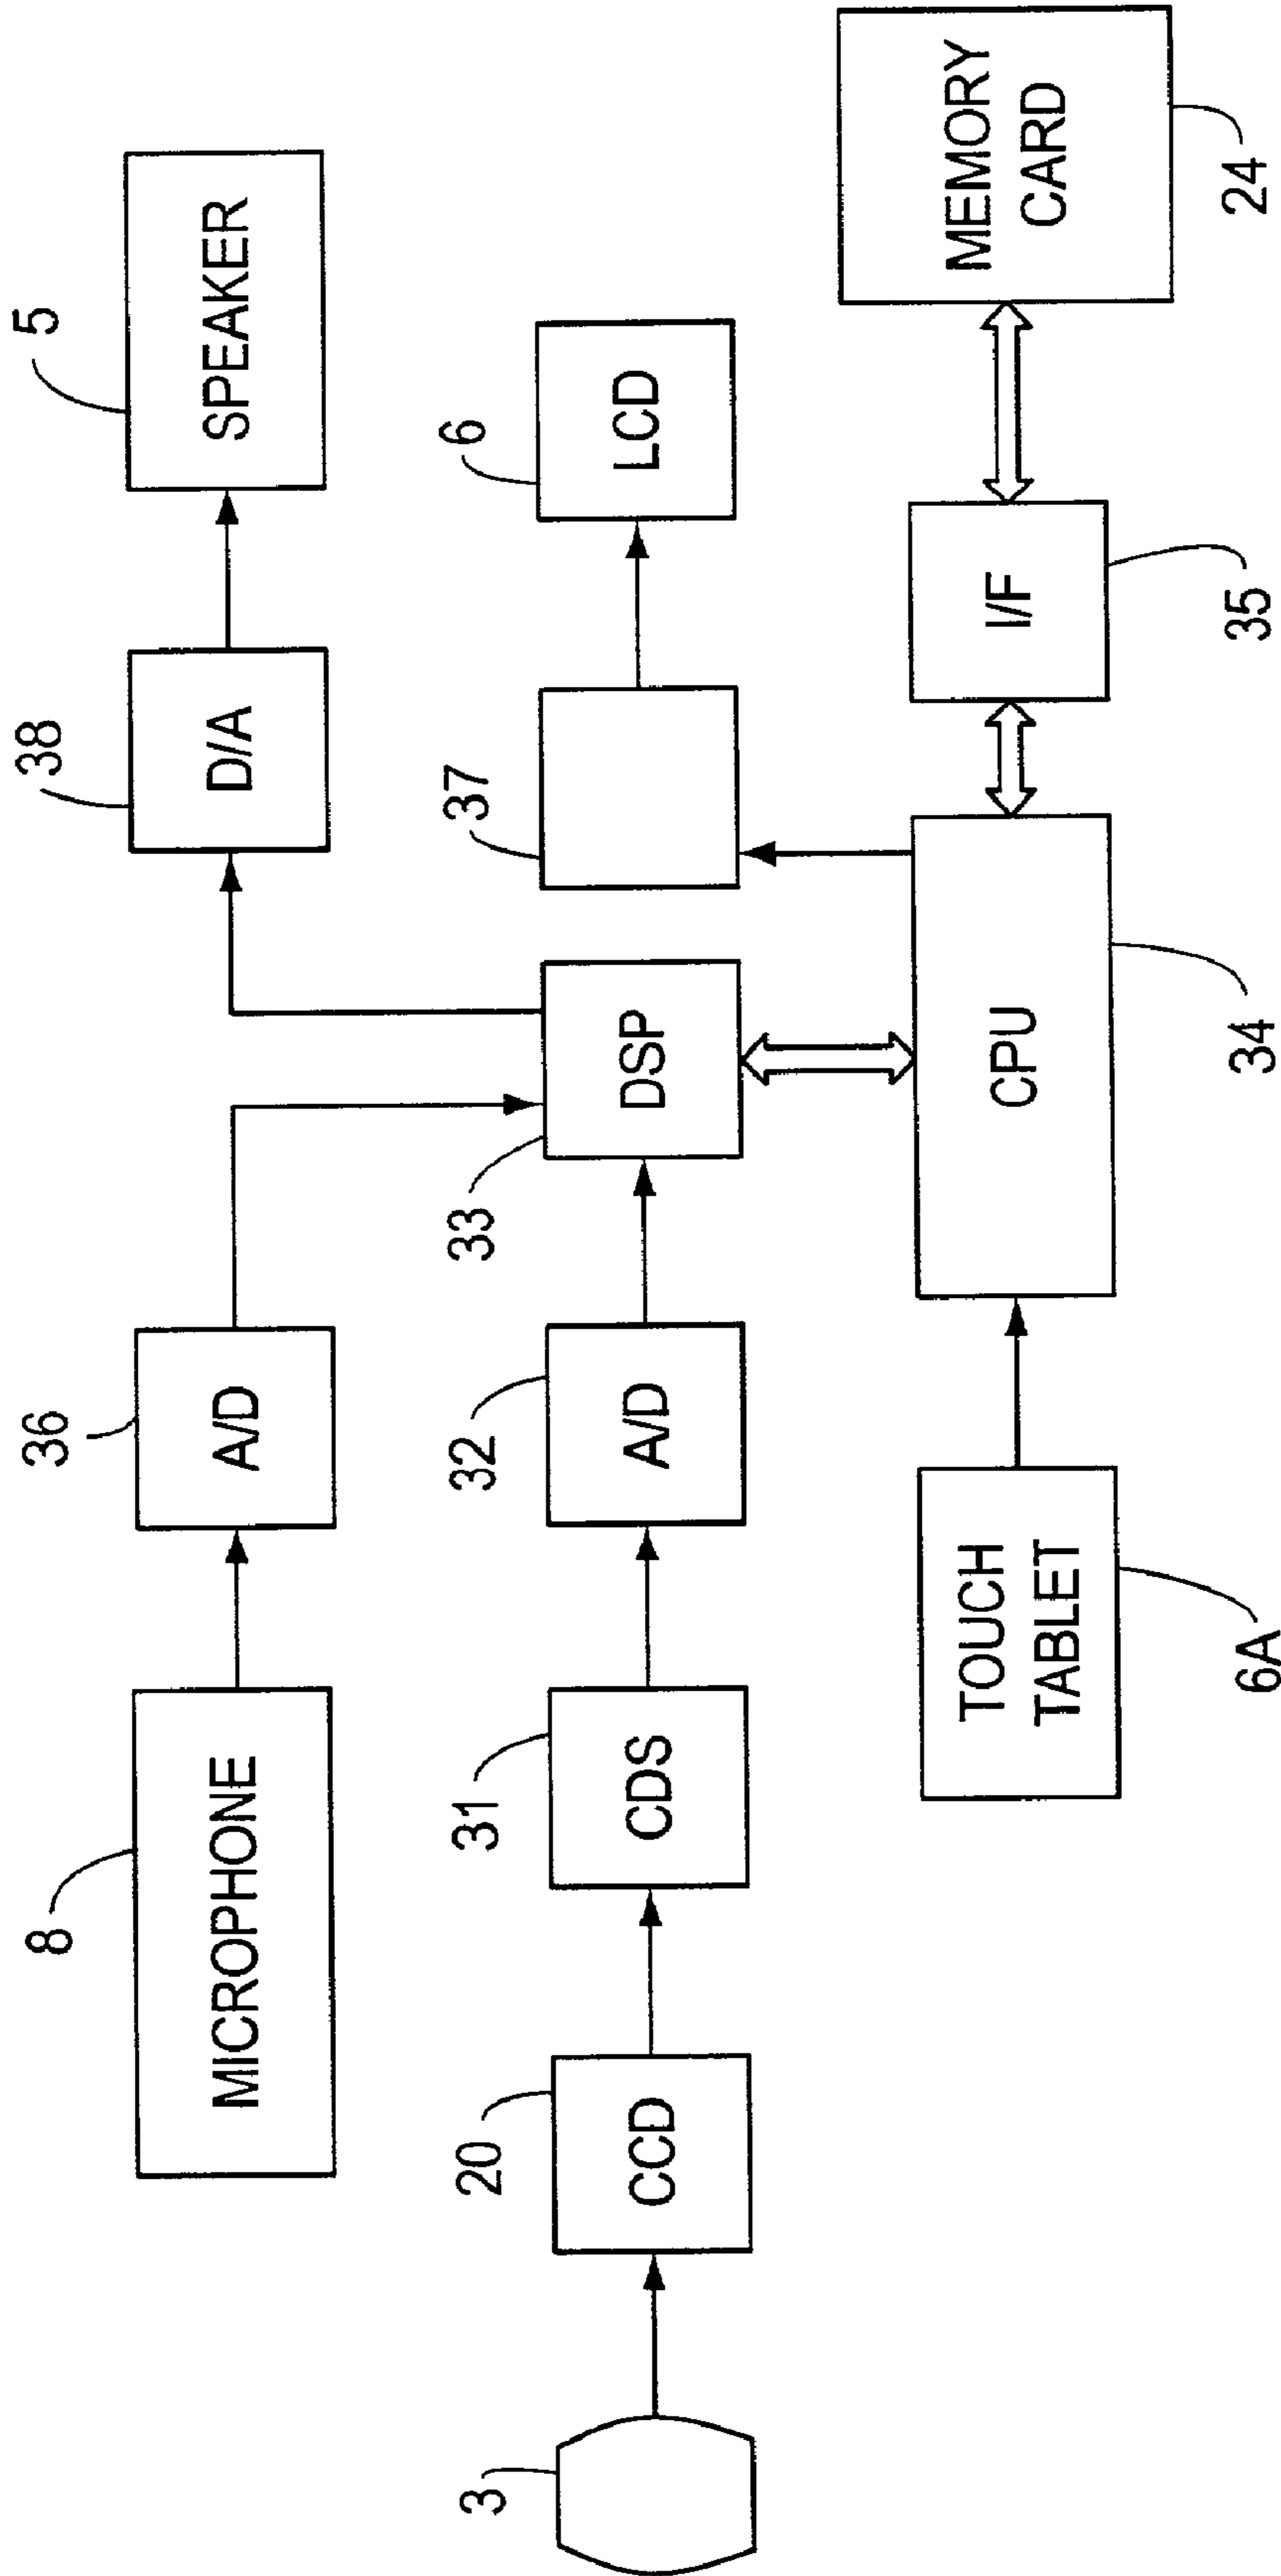 8
MICROPHONE
36
A/D
38
D/A
5
SPEAKER
3
20
CCD
31
CDS
32
A/D
33
DSP
37
6
LCD
TOUCH
TABLET
6A
CPU
34
I/F
35
MEMORY
CARD
24